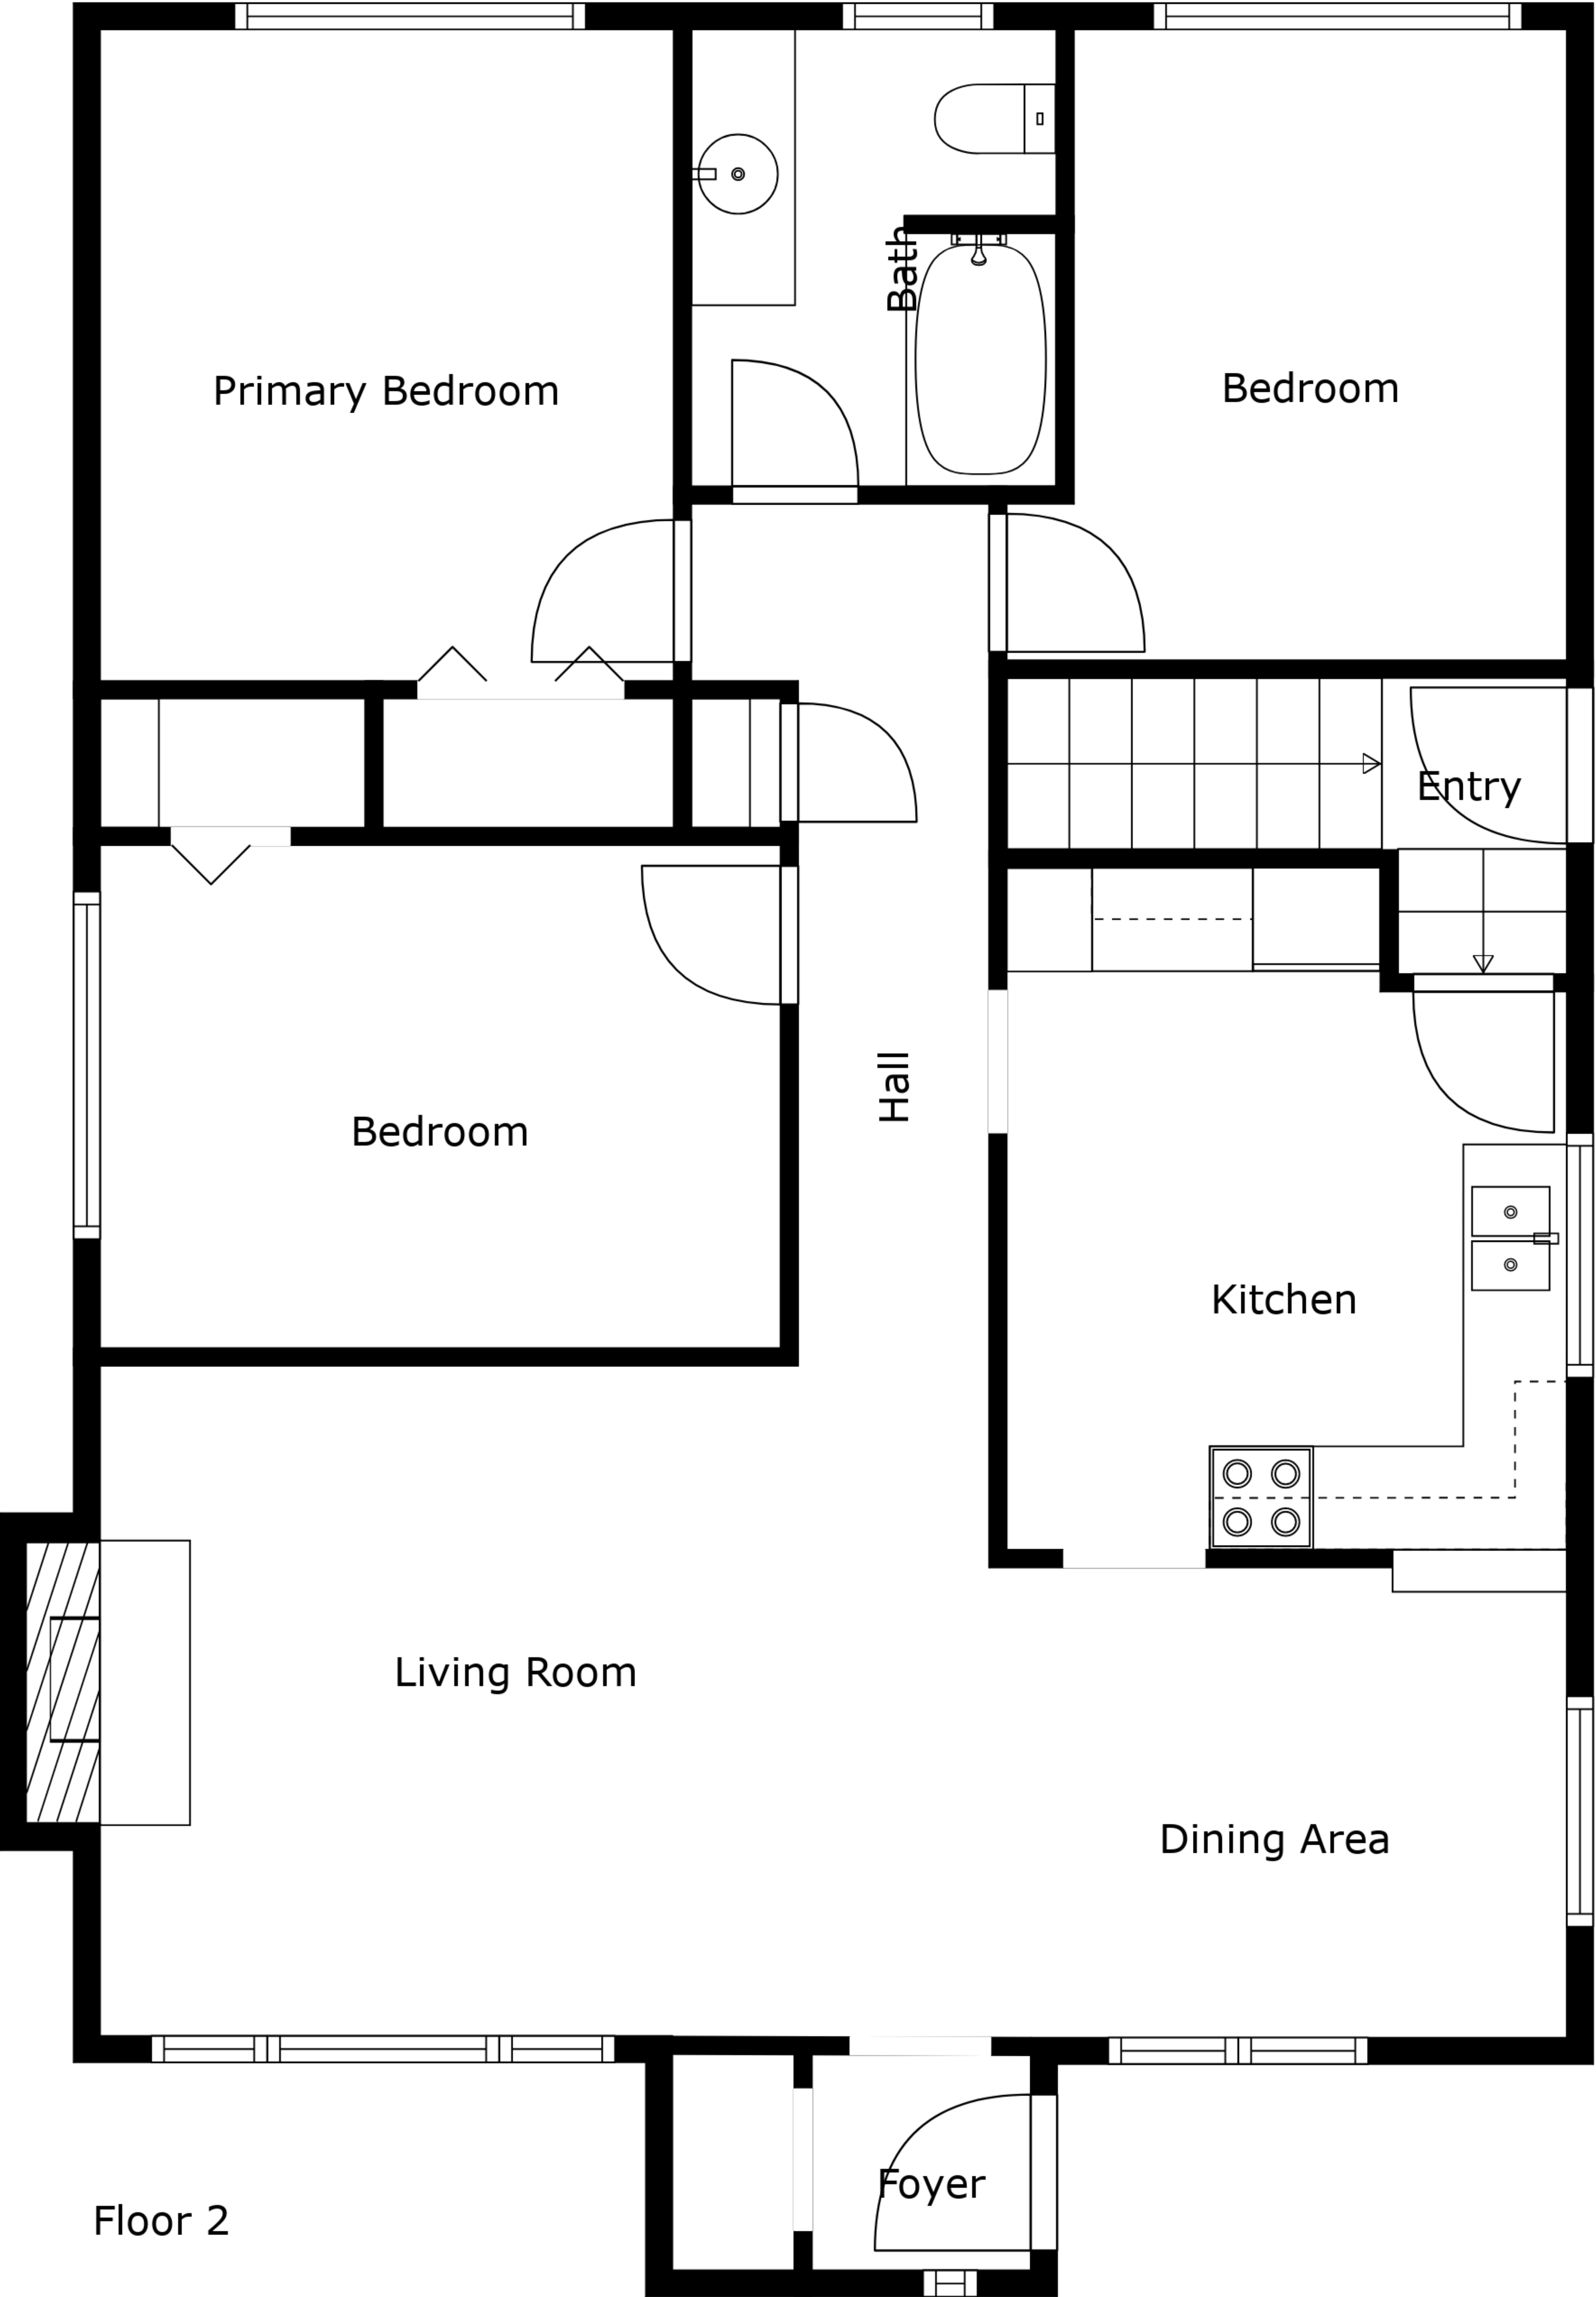 Bath
Primary Bedroom
Bedroom
Entry
Hall
Bedroom
Kitchen
Living Room
Dining Area
Foyer
Floor 2